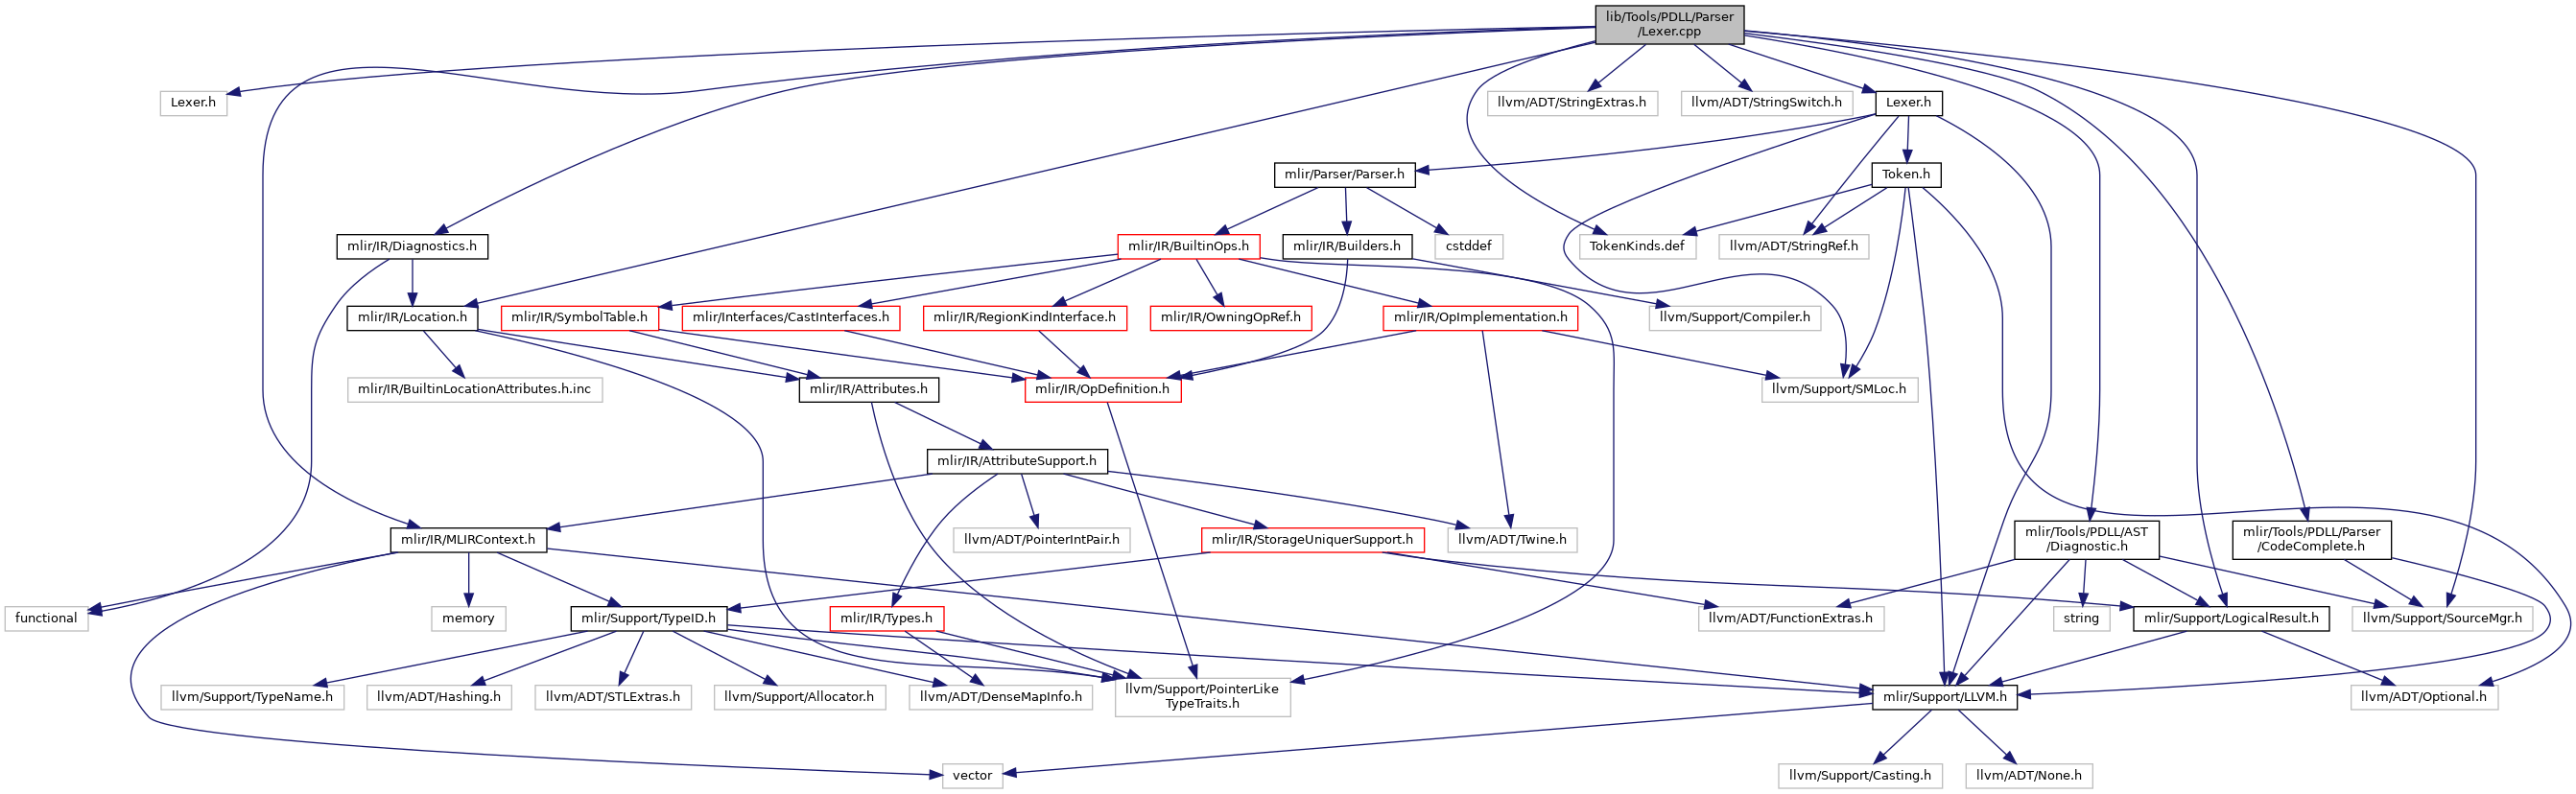 lib/Tools/PDLL/Parser
/Lexer.cpp
Lexer.h
llvm/ADT/StringExtras.h
llvm/ADT/StringSwitch.h
Lexer.h
mlir/Parser/Parser.h
Token.h
mlir/IR/Diagnostics.h
mlir/IR/BuiltinOps.h
mlir/IR/Builders.h
cstddef
TokenKinds.def
llvm/ADT/StringRef.h
mlir/IR/Location.h
mlir/IR/SymbolTable.h
mlir/Interfaces/CastInterfaces.h
mlir/IR/RegionKindInterface.h
mlir/IR/OwningOpRef.h
mlir/IR/OpImplementation.h
llvm/Support/Compiler.h
mlir/IR/BuiltinLocationAttributes.h.inc
mlir/IR/Attributes.h
mlir/IR/OpDefinition.h
llvm/Support/SMLoc.h
mlir/IR/AttributeSupport.h
mlir/IR/MLIRContext.h
llvm/ADT/PointerIntPair.h
mlir/IR/StorageUniquerSupport.h
llvm/ADT/Twine.h
mlir/Tools/PDLL/AST
/Diagnostic.h
mlir/Tools/PDLL/Parser
/CodeComplete.h
functional
memory
mlir/Support/TypeID.h
mlir/IR/Types.h
llvm/ADT/FunctionExtras.h
string
mlir/Support/LogicalResult.h
llvm/Support/SourceMgr.h
llvm/Support/TypeName.h
llvm/ADT/Hashing.h
llvm/ADT/STLExtras.h
llvm/Support/Allocator.h
llvm/ADT/DenseMapInfo.h
llvm/Support/PointerLike
TypeTraits.h
mlir/Support/LLVM.h
llvm/ADT/Optional.h
vector
llvm/Support/Casting.h
llvm/ADT/None.h